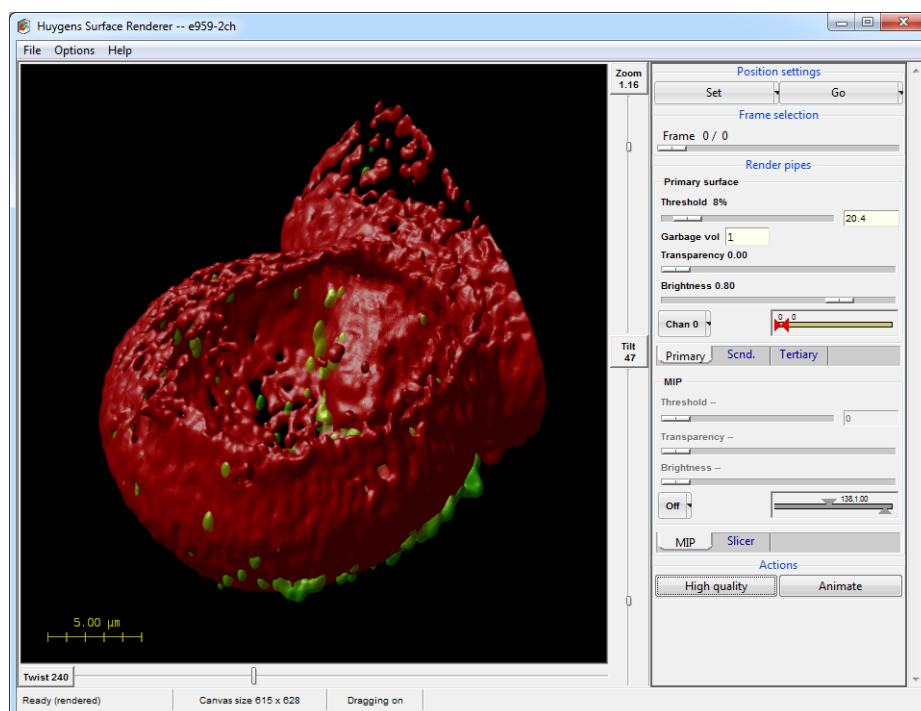 Huygens Surface Renderer -- e959-2ch
File Options Help
Zoom
1.16
Tilt
47
5.00 µm
Twist 240
Position settings
Set Go
Frame selection
Frame 0 / 0
Render pipes
Primary surface
Threshold 8%
20.4
Garbage vol 1
Transparency 0.00
Brightness 0.80
Chan 0
0 0
Primary Scnd. Tertiary
MIP
Threshold --
0
Transparency --
Brightness --
Off
138,1.00
MIP Slicer
Actions
High quality Animate
Ready (rendered) Canvas size 615 x 628 Dragging on